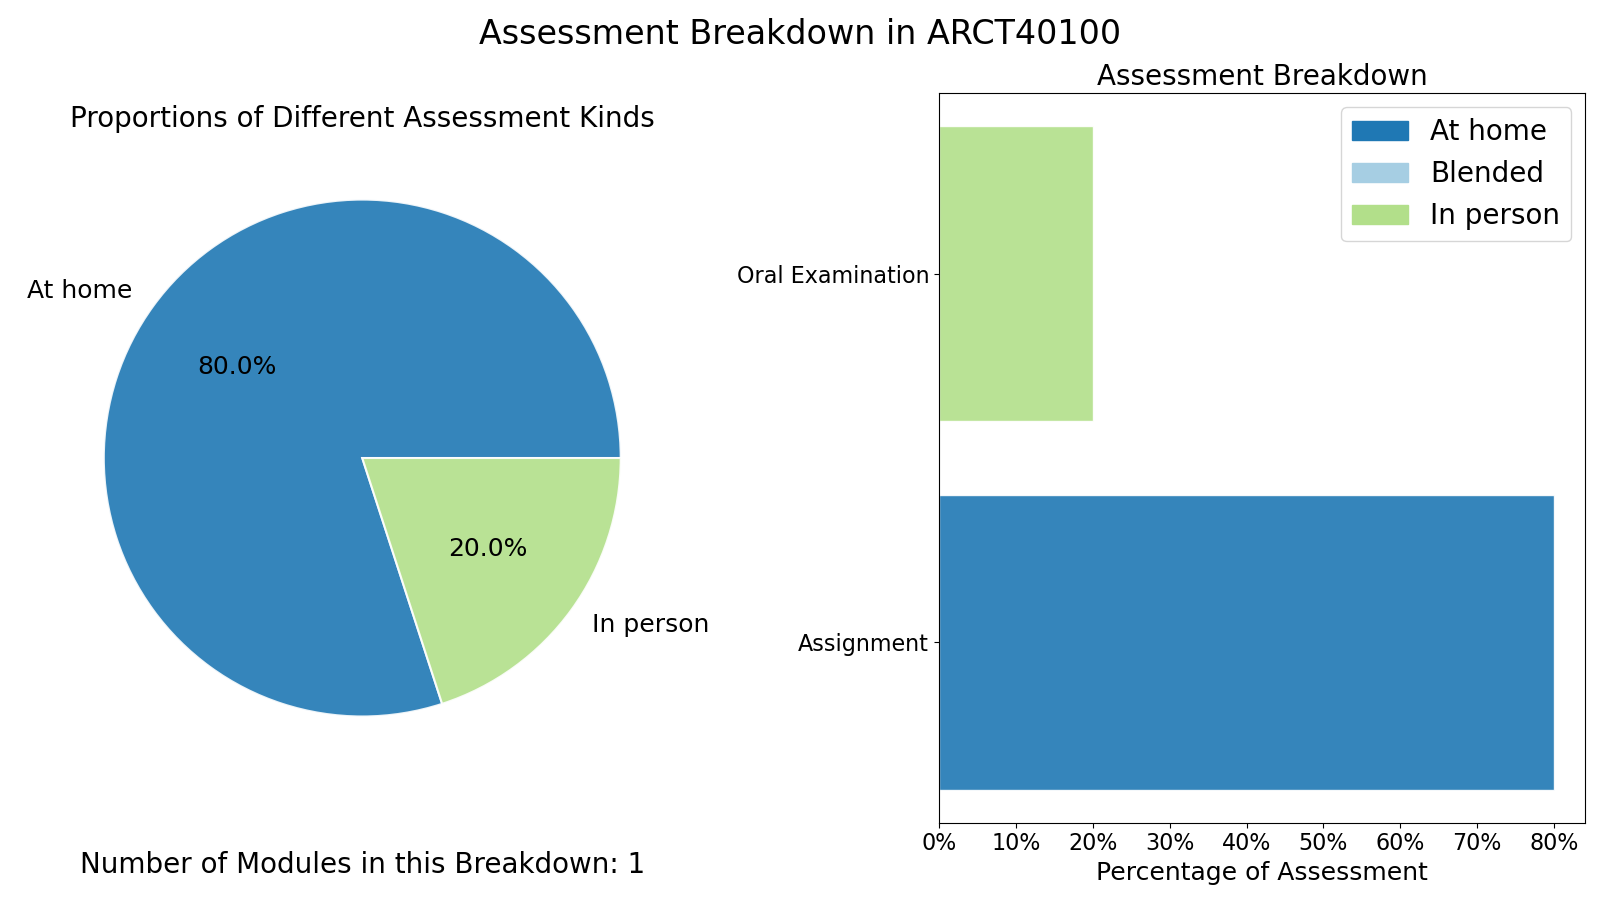 Assessment Breakdown in ARCT40100
Proportions of Different Assessment Kinds
At home
80.0%
20.0%
In person
Number of Modules in this Breakdown: 1
Assessment Breakdown
At home
Blended
In person
Oral Examination
Assignment
0% 10% 20% 30% 40% 50% 60% 70% 80%
Percentage of Assessment